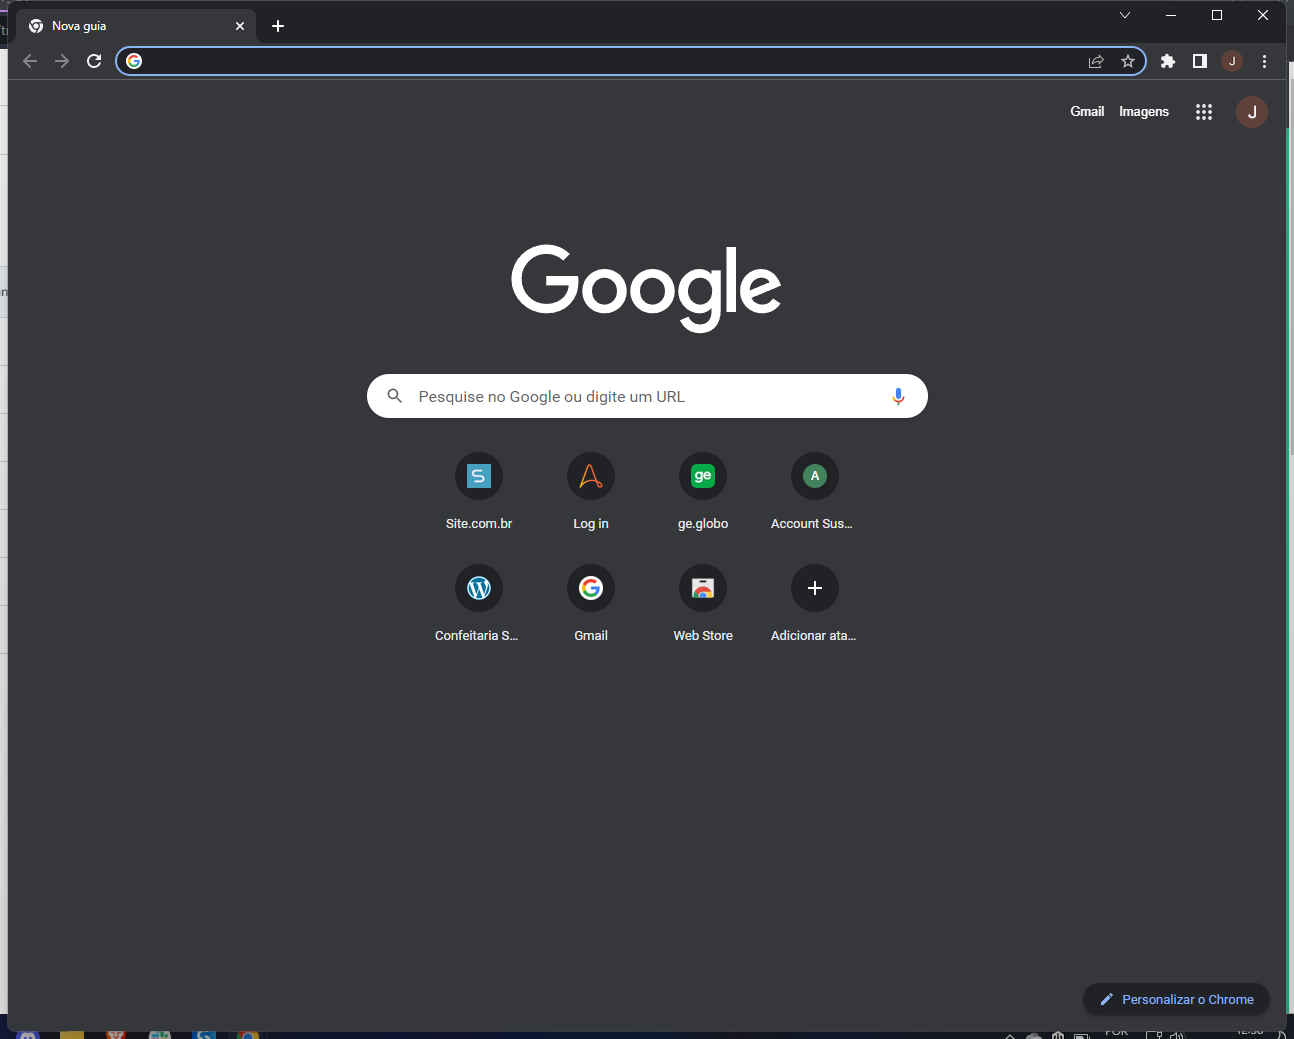 Nova guia
J
Gmail Imagens
J
Google
Pesquise no Google ou digite um URL
S
ge
A
Site.com.br
Log in
ge.globo
Account Sus...
W
G
Confeitaria S...
Gmail
Web Store
Adicionar ata...
Personalizar o Chrome
POR